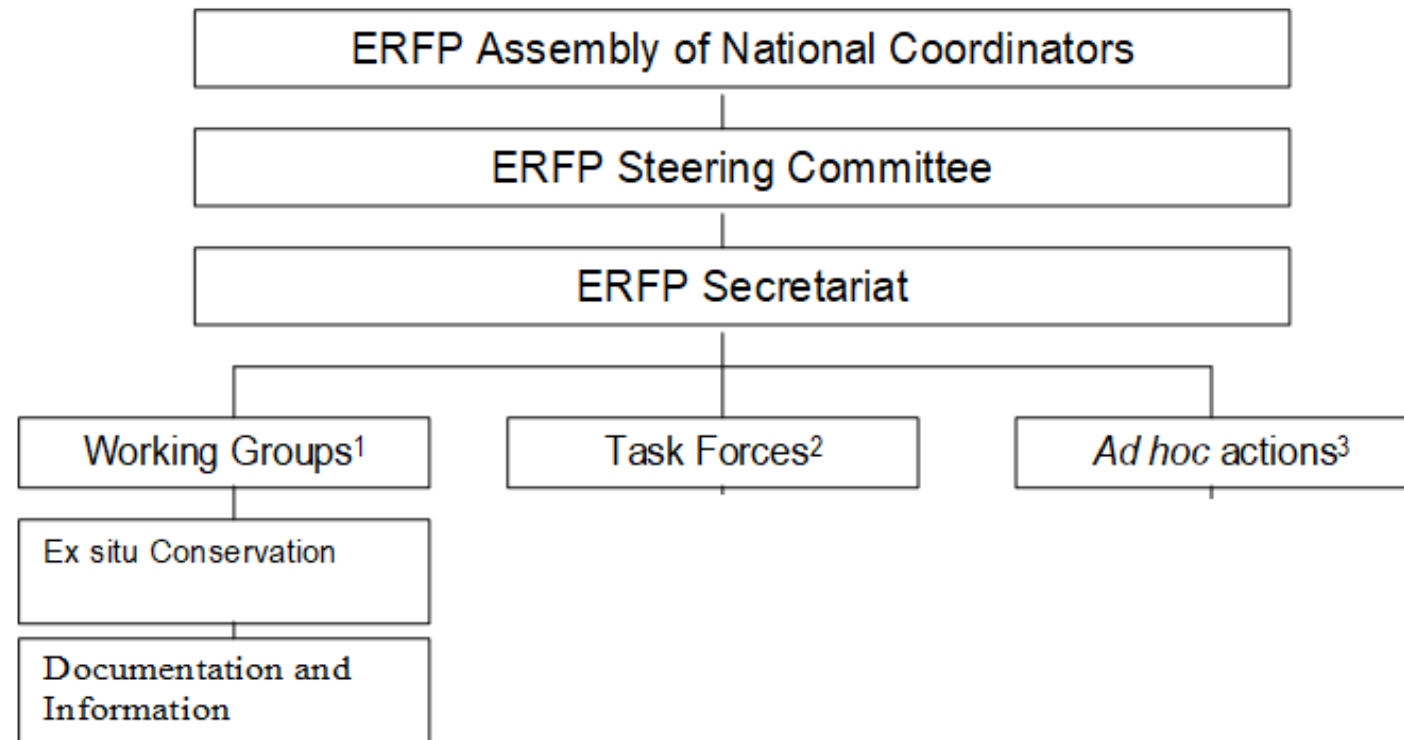 ERFP Assembly of National Coordinators
ERFP Steering Committee
ERFP Secretariat
Working Groups¹
Task Forces²
Ad hoc actions³
Ex situ Conservation
Documentation and
Information